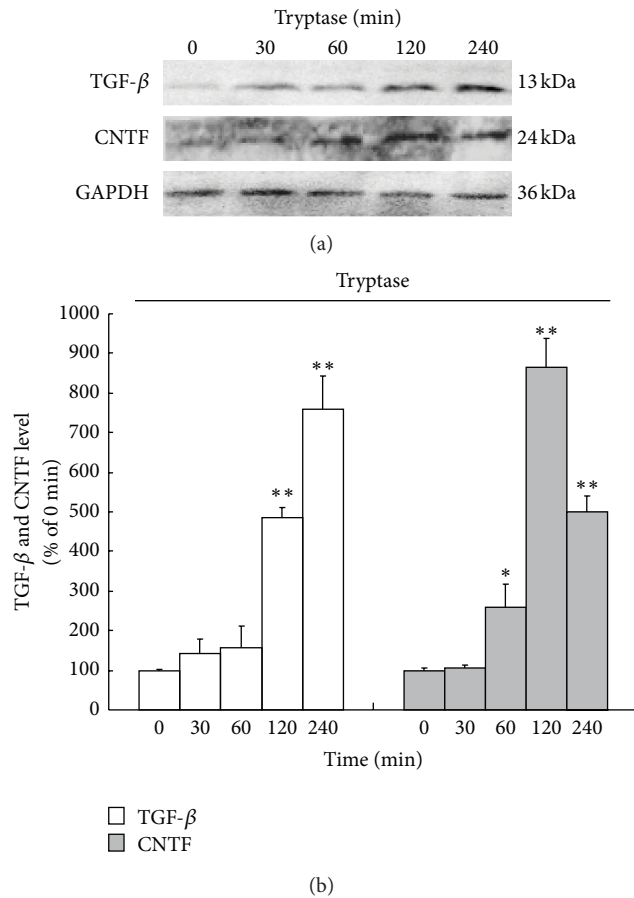 Tryptase (min)
0 30 60 120 240
TGF-β 13 kDa
CNTF 24 kDa
GAPDH 36 kDa
(a)
Tryptase
1000
900
800
700
600
500
400
300
200
100
0
TGF-β and CNTF level
(% of 0 min)
**
**
*
**
**
0 30 60 120 240 0 30 60 120 240
Time (min)
TGF-β
CNTF
(b)